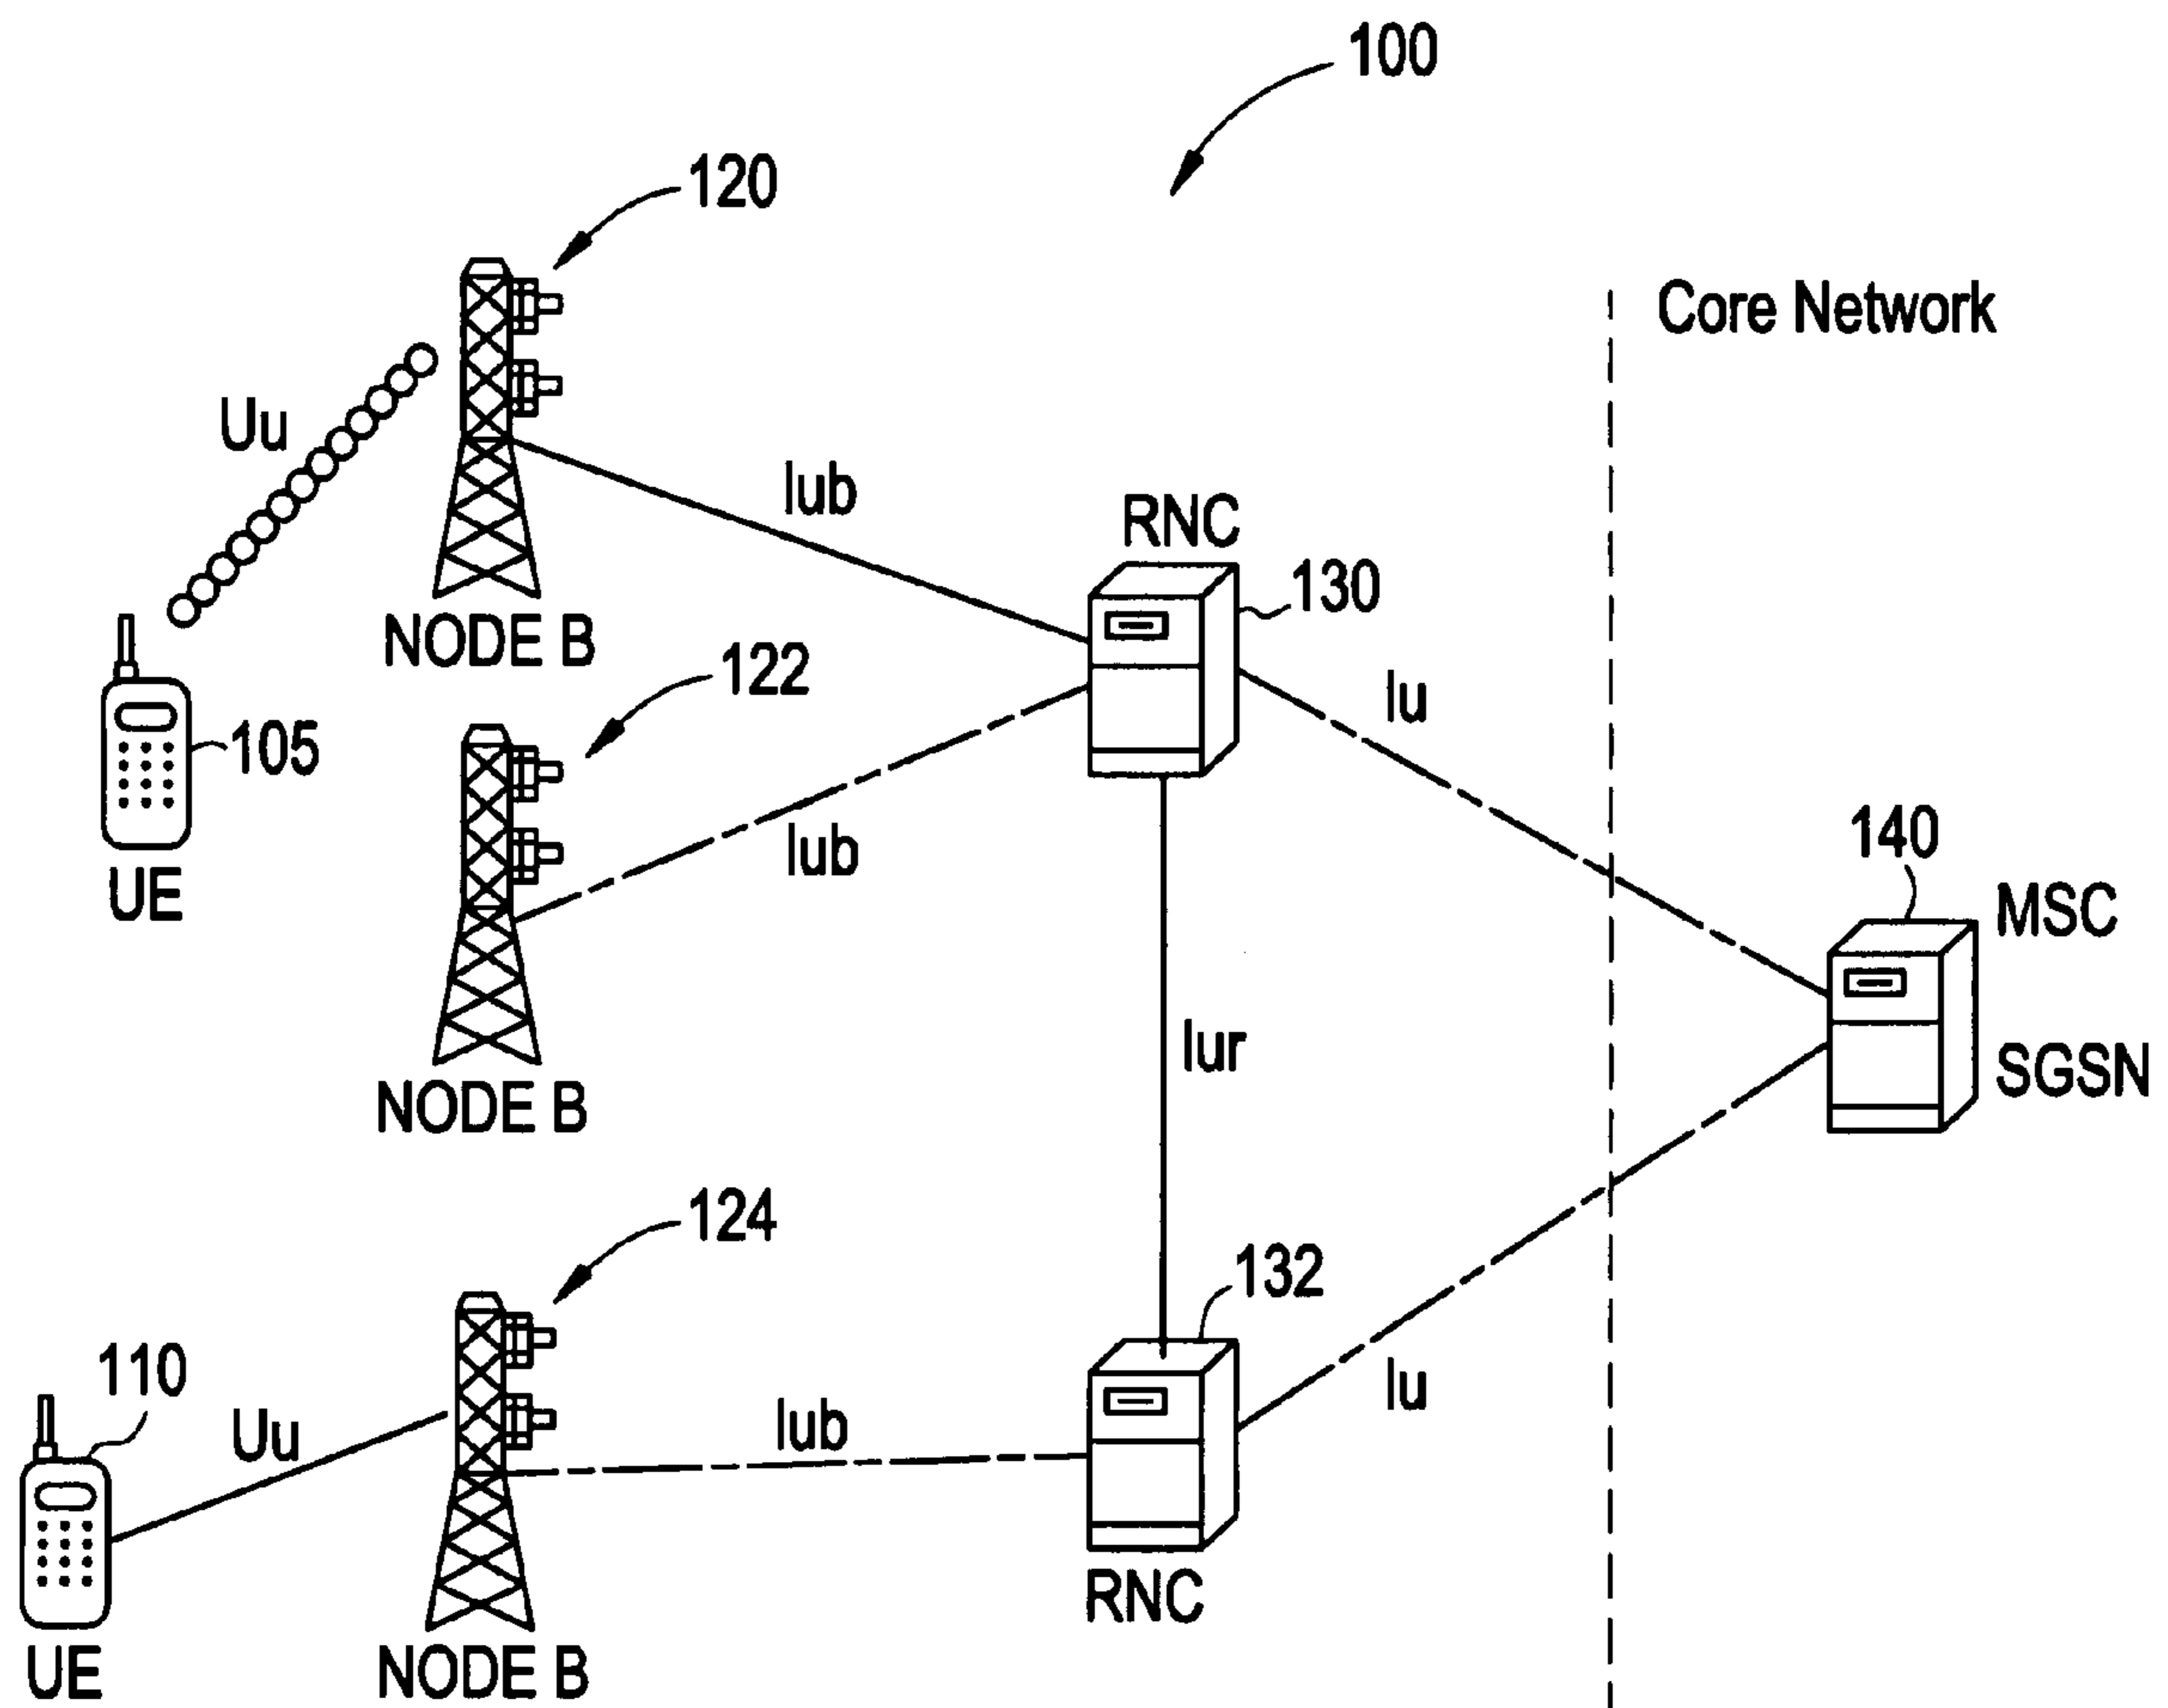 100
120
Core Network
Uu
Iub
RNC
130
NODE B
122
Iu
105
Iub
140
UE
MSC
Iur
SGSN
NODE B
124
132
110
Iu
Uu
Iub
RNC
UE
NODE B